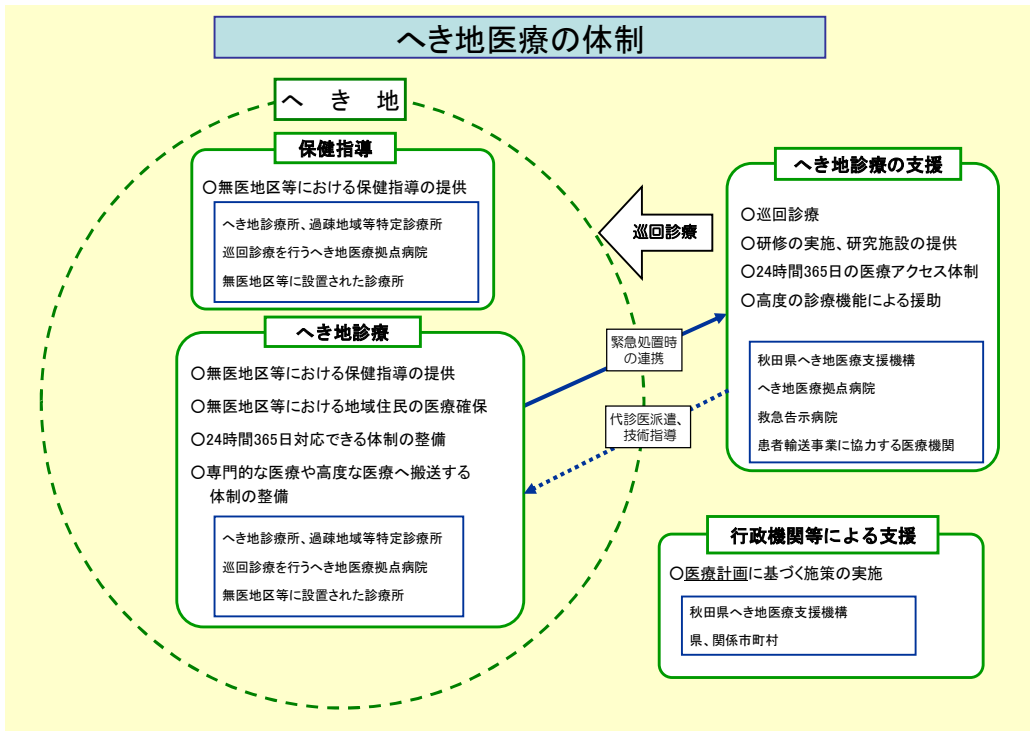 へき地医療の体制
へ き 地
保健指導
○無医地区等における保健指導の提供
へき地診療所、過疎地域等特定診療所
巡回診療を行うへき地医療拠点病院
無医地区等に設置された診療所
へき地診療
○無医地区等における保健指導の提供
○無医地区等における地域住民の医療確保
○24時間365日対応できる体制の整備
○専門的な医療や高度な医療へ搬送する
体制の整備
へき地診療所、過疎地域等特定診療所
巡回診療を行うへき地医療拠点病院
無医地区等に設置された診療所
巡回診療
緊急処置時
の連携
代診医派遣、
技術指導
へき地診療の支援
○巡回診療
○研修の実施、研究施設の提供
○24時間365日の医療アクセス体制
○高度の診療機能による援助
秋田県へき地医療支援機構
へき地医療拠点病院
救急告示病院
患者輸送事業に協力する医療機関
行政機関等による支援
○医療計画に基づく施策の実施
秋田県へき地医療支援機構
県、関係市町村